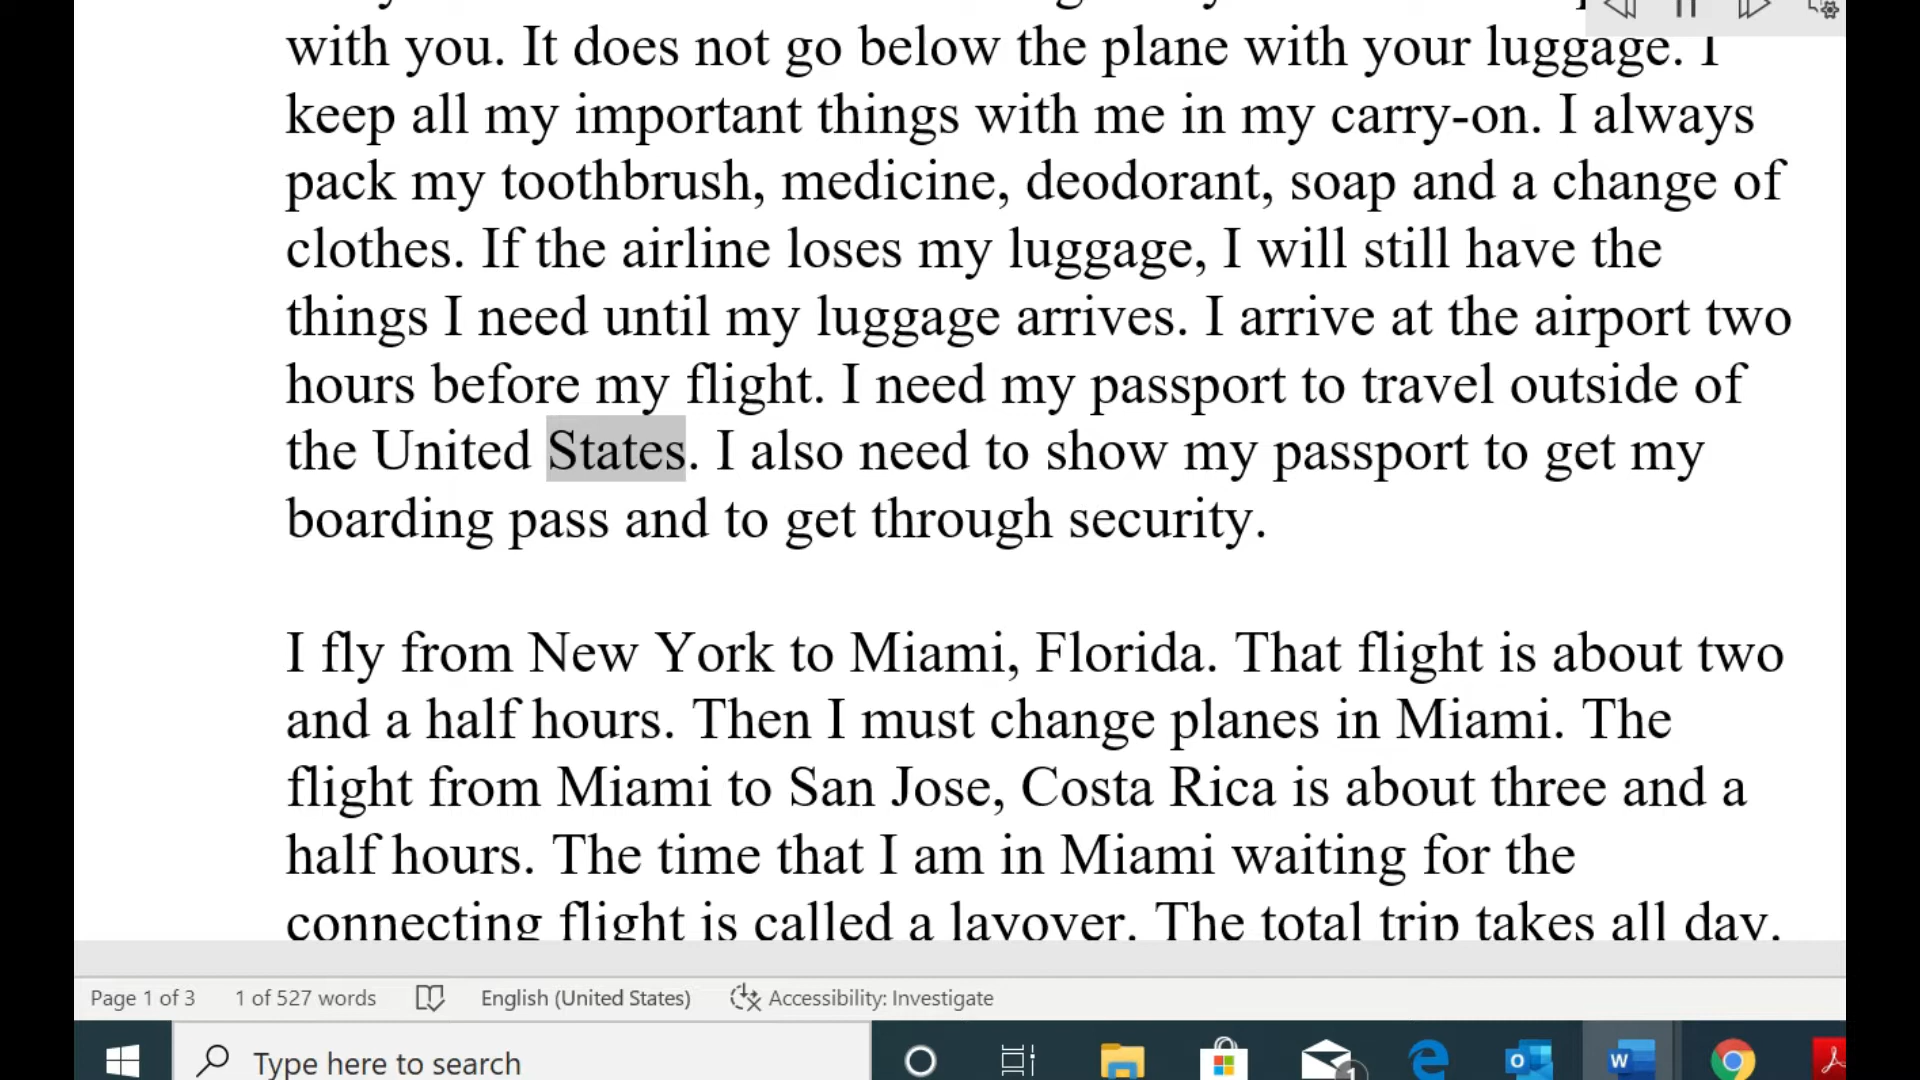 with you. It does not go below the plane with your luggage. I
keep all my important things with me in my carry-on. I always
pack my toothbrush, medicine, deodorant, soap and a change of
clothes. If the airline loses my luggage, I will still have the
things I need until my luggage arrives. I arrive at the airport two
hours before my flight. I need my passport to travel outside of
the United States. I also need to show my passport to get my
boarding pass and to get through security.
I fly from New York to Miami, Florida. That flight is about two
and a half hours. Then I must change planes in Miami. The
flight from Miami to San Jose, Costa Rica is about three and a
half hours. The time that I am in Miami waiting for the
connecting flight is called a layover. The total trip takes all day.
Page 1 of 3 1 of 527 words English (United States) Accessibility: Investigate
Type here to search